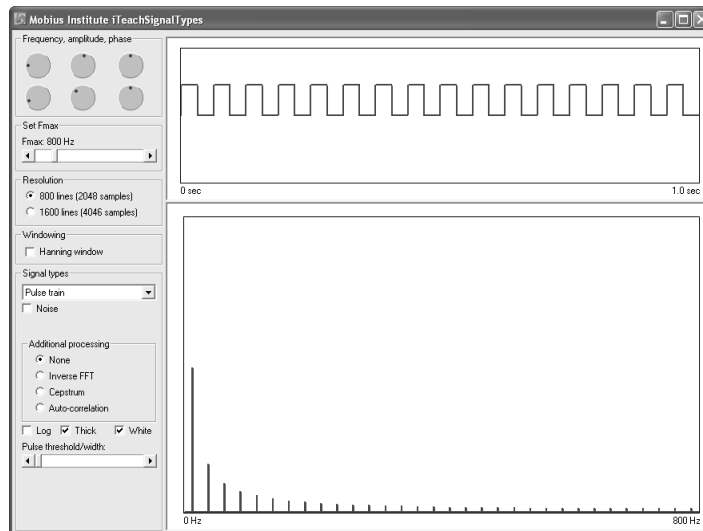 Mobius Institute iTeachSignalTypes
Frequency, amplitude, phase
Set Fmax
Fmax: 800 Hz
Resolution
800 lines (2048 samples)
1600 lines (4046 samples)
Windowing
Hanning window
Signal types
Pulse train
Noise
Additional processing
None
Inverse FFT
Cepstrum
Auto-correlation
Log Thick White
Pulse threshold/width:
0 sec 1.0 sec
0 Hz 800 Hz